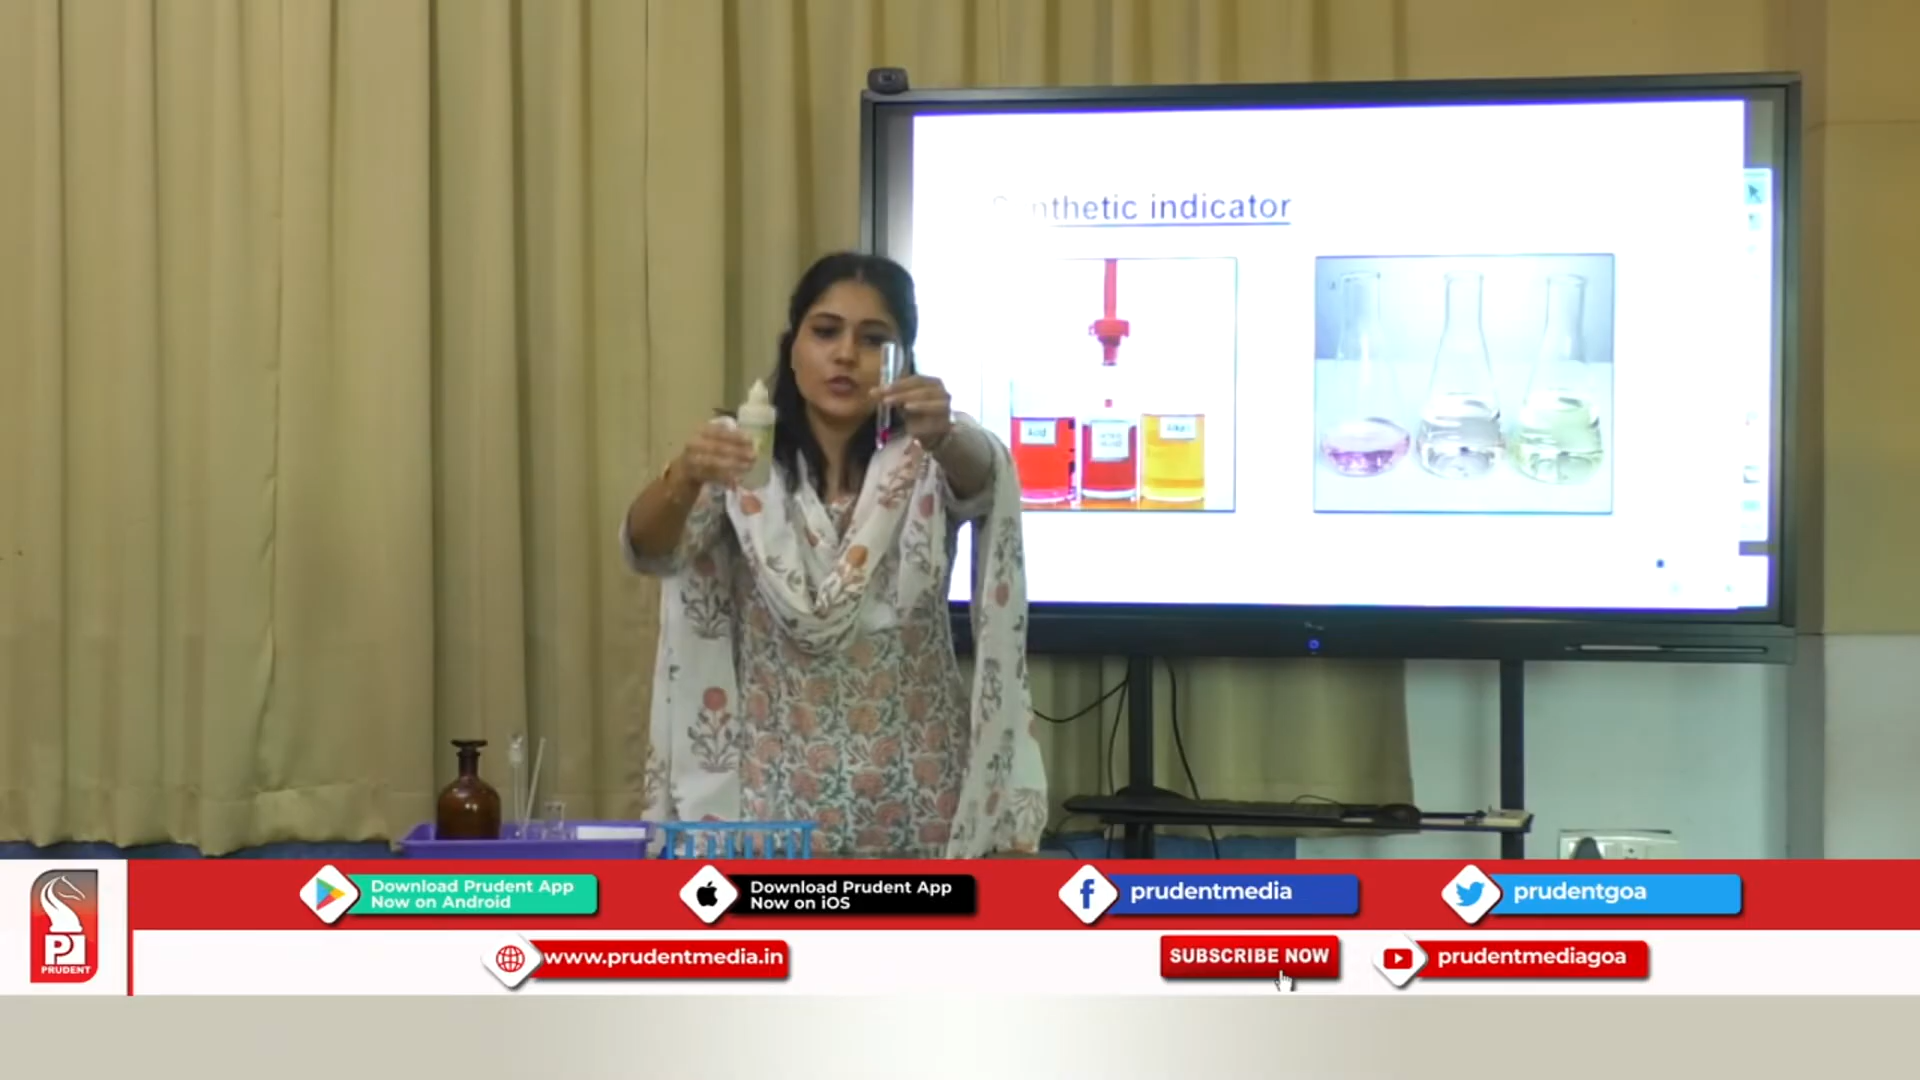 nthetic indicator
Acid
Download Prudent App
Now on Android
Download Prudent App
Now on iOS
prudentmedia
prudentgoa
PRUDENT
www.prudentmedia.in
SUBSCRIBE NOW
prudentmediagoa